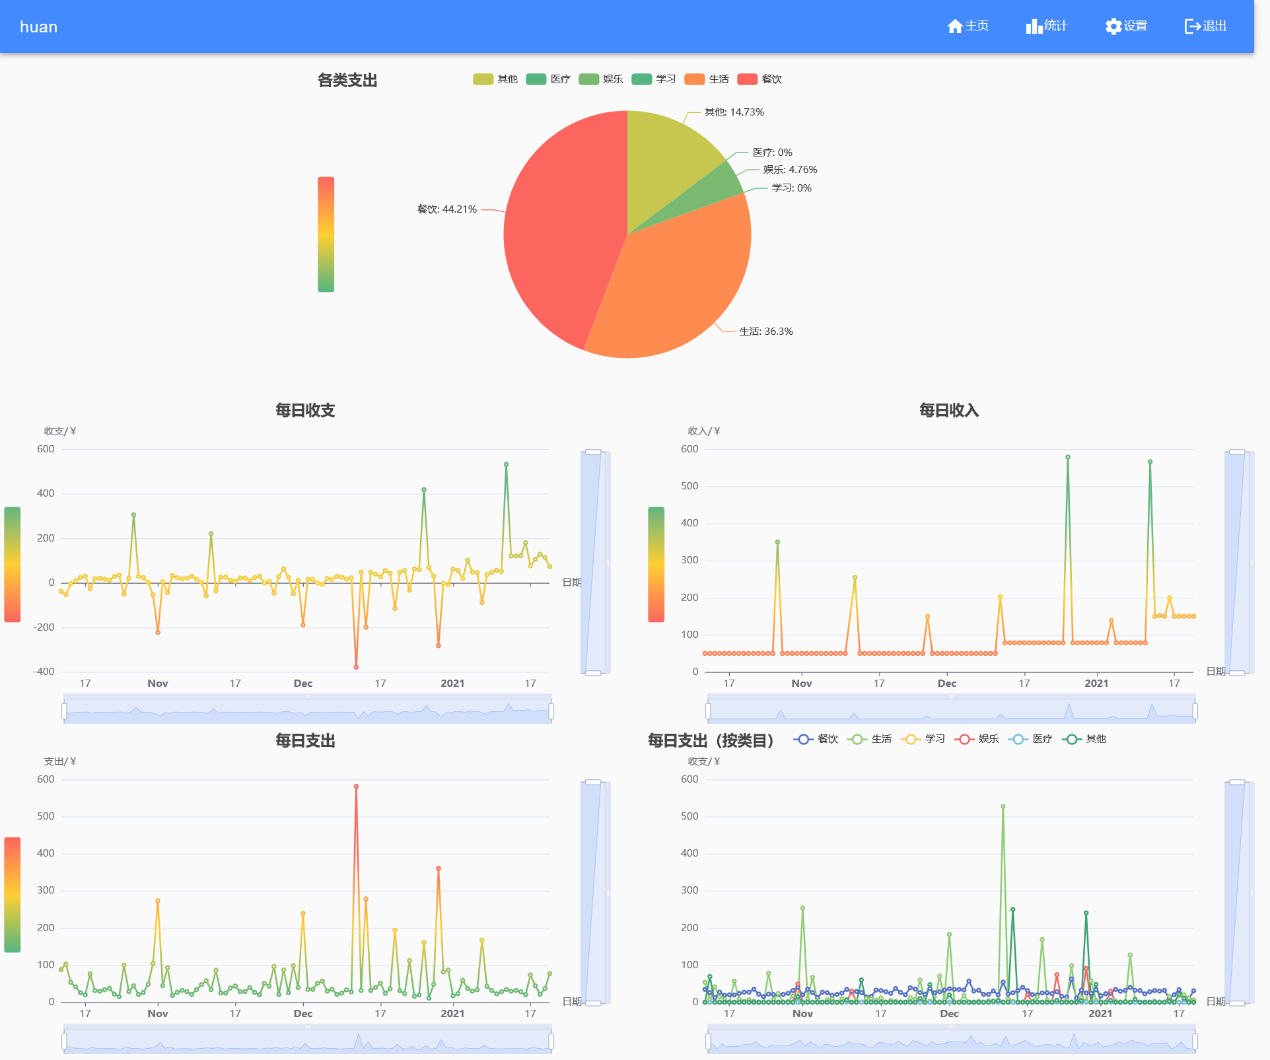 huan
主页 统计 设置 退出
各类支出 其他 医疗 娱乐 学习 生活 餐饮
其他: 14.73%
医疗: 0%
娱乐: 4.76%
学习: 0%
餐饮: 44.21%
生活: 36.3%
每日收支
收支/¥
600
400
200
0
-200
-400
日期
17 Nov 17 Dec 17 2021 17
每日收入
收入/¥
600
500
400
300
200
100
0
日期
17 Nov 17 Dec 17 2021 17
每日支出
支出/¥
600
500
400
300
200
100
0
日期
17 Nov 17 Dec 17 2021 17
每日支出（按类目） 餐饮 生活 学习 娱乐 医疗 其他
收支/¥
600
500
400
300
200
100
0
日期
17 Nov 17 Dec 17 2021 17